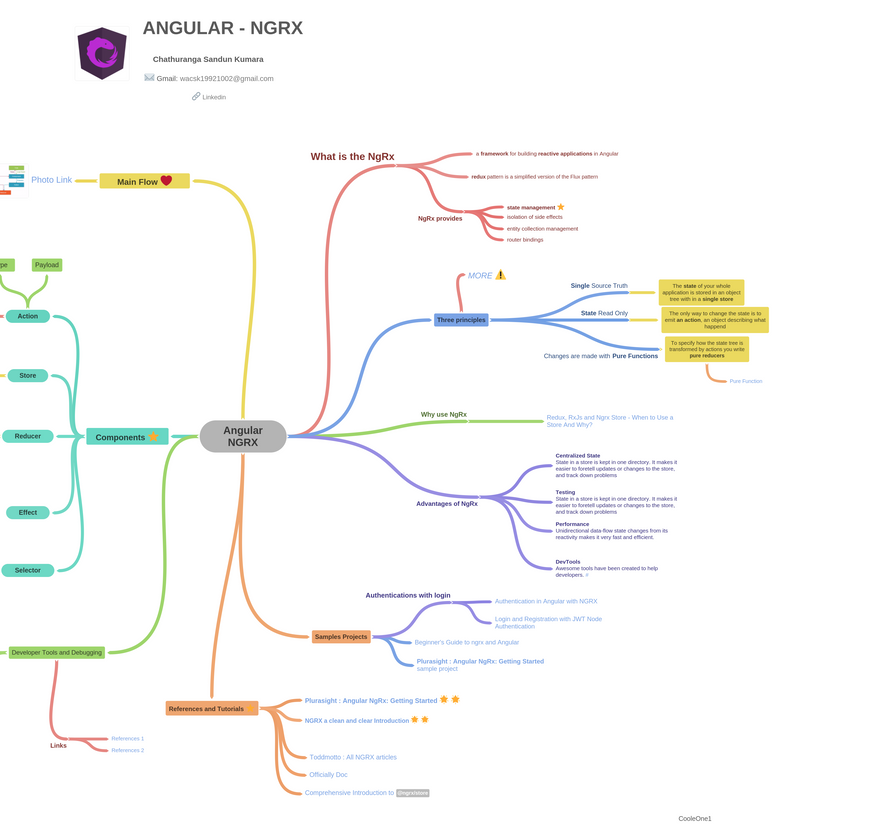 ANGULAR - NGRX
Chathuranga Sandun Kumara
Gmail: wacsk19921002@gmail.com
Linkedin
What is the NgRx
a framework for building reactive applications in Angular
redux pattern is a simplified version of the Flux pattern
NgRx provides
state management
isolation of side effects
entity collection management
router bindings
Main Flow
Photo Link
MORE
Three principles
Single Source Truth
The state of your whole
application is stored in an object
tree with in a single store
State Read Only
The only way to change the state is to
emit an action, an object describing what
happend
Changes are made with Pure Functions
To specify how the state tree is
transformed by actions you write
pure reducers
Pure Function
pe
Payload
Action
Store
Reducer
Effect
Selector
Components
Angular
NGRX
Why use NgRx
Redux, RxJs and Ngrx Store - When to Use a
Store And Why?
Advantages of NgRx
Centralized State
State in a store is kept in one directory. It makes it
easier to foretell updates or changes to the store,
and track down problems
Testing
State in a store is kept in one directory. It makes it
easier to foretell updates or changes to the store,
and track down problems
Performance
Unidirectional data-flow state changes from its
reactivity makes it very fast and efficient.
DevTools
Awesome tools have been created to help
developers.
Authentications with login
Authentication in Angular with NGRX
Login and Registration with JWT Node
Authentication
Samples Projects
Beginner's Guide to ngrx and Angular
Plurasight : Angular NgRx: Getting Started
sample project
Developer Tools and Debugging
Links
References 1
References 2
References and Tutorials
Plurasight : Angular NgRx: Getting Started
NGRX a clean and clear Introduction
Toddmotto : All NGRX articles
Officially Doc
Comprehensive Introduction to @ngrx/store
CooleOne1